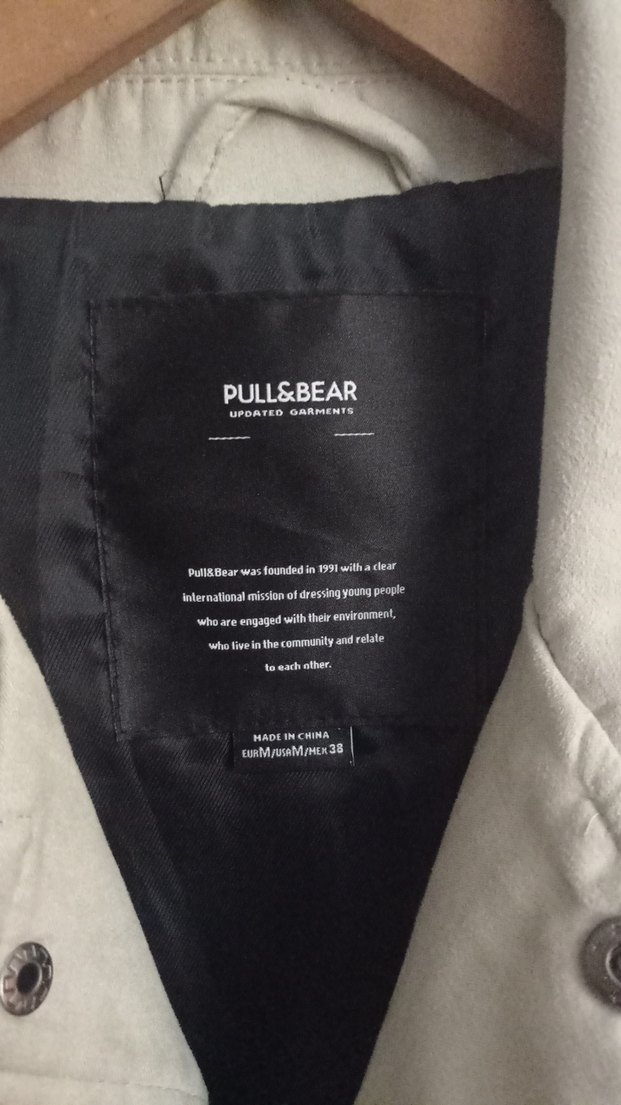 PULL&BEAR
UPDATED GARMENTS
Pull&Bear was founded in 1991 with a clear
international mission of dressing young people
who are engaged with their environment,
who live in the community and relate
to each other.
MADE IN CHINA
EURM/USAM/MEX 38